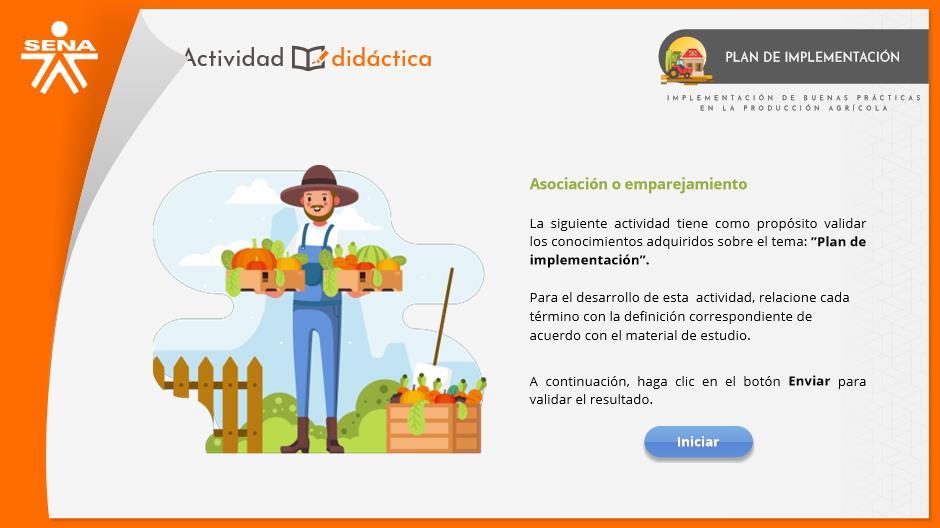 SENA
Actividad didáctica
PLAN DE IMPLEMENTACIÓN
IMPLEMENTACIÓN DE BUENAS PRÁCTICAS
EN LA PRODUCCIÓN AGRÍCOLA
Asociación o emparejamiento
La siguiente actividad tiene como propósito validar
los conocimientos adquiridos sobre el tema: ”Plan de
implementación”.
Para el desarrollo de esta actividad, relacione cada
término con la definición correspondiente de
acuerdo con el material de estudio.
A continuación, haga clic en el botón Enviar para
validar el resultado.
Iniciar